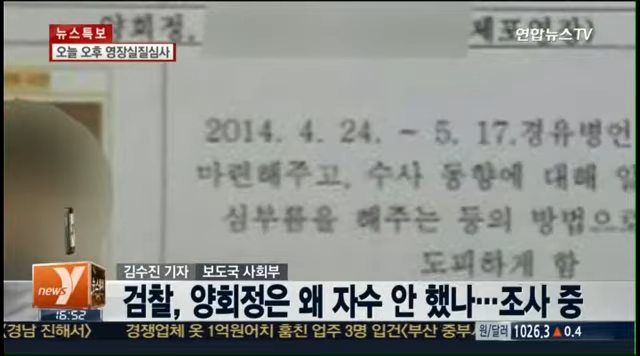 뉴스특보
오늘 오후 영장실질심사
연합뉴스TV
양회정,
체포영장)
2014. 4. 24. - 5. 17.경유병언
마련해주고, 수사 동향에 대해 알
심부름을 해주는 등의 방법으로
도피하게 함
김수진 기자 보도국 사회부
검찰, 양회정은 왜 자수 안 했나…조사 중
news Y
16:52
<경남 진해서> 경쟁업체 옷 1억원어치 훔친 업주 3명 입건<부산 중부 원/달러 1026.3 ▲0.4